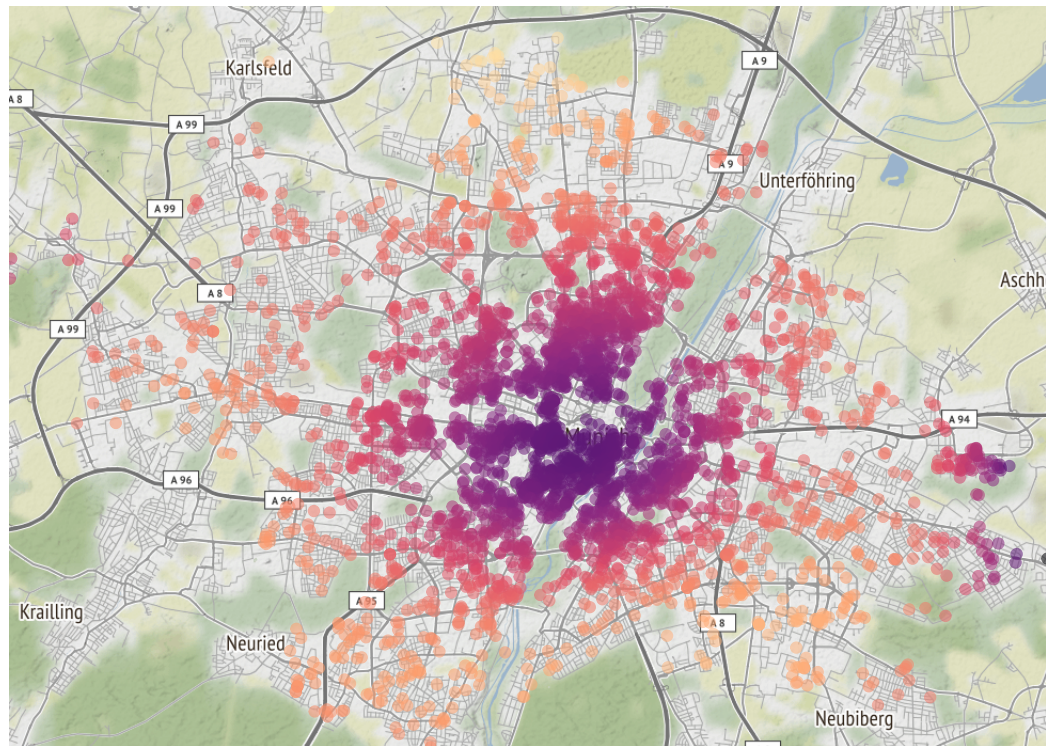 Karlsfeld
A 9
A 8
A 99
A 9
Unterföhring
A 99
Aschh
A 8
A 99
A 94
A 96
A 96
A 95
Krailling
A 8
Neuried
Neubiberg